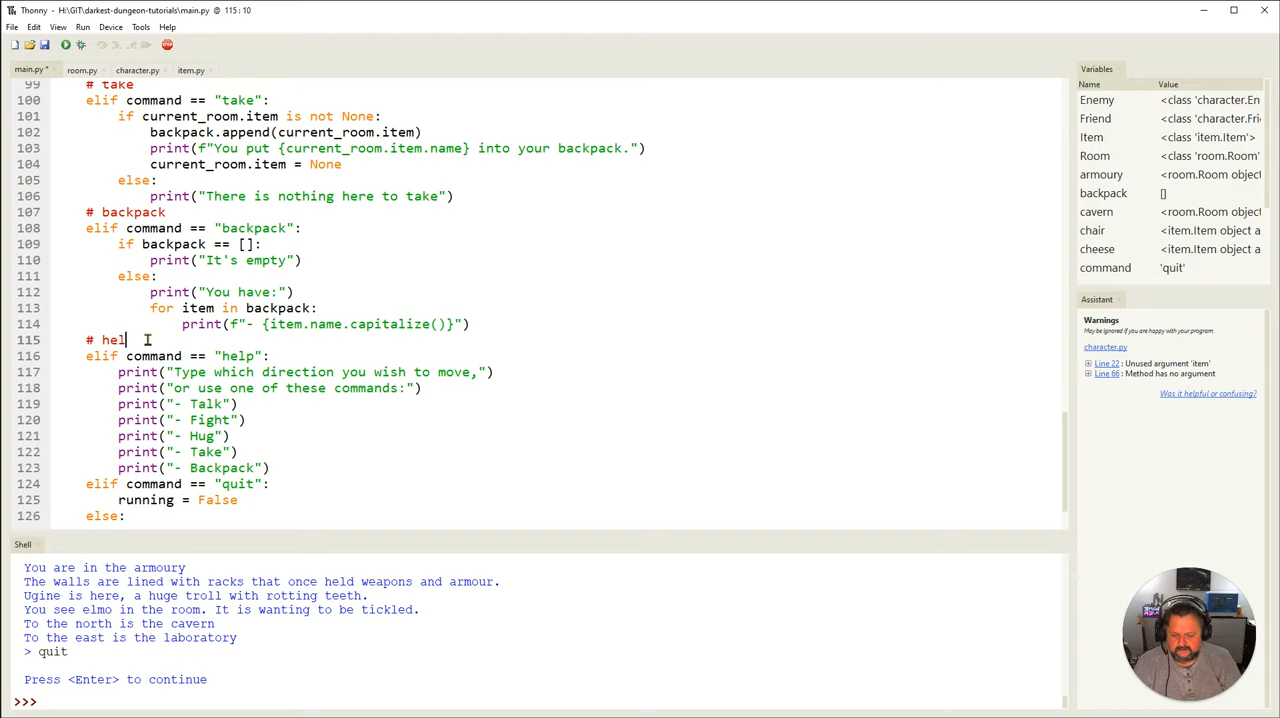 Thonny - H:\GIT\darkest-dungeon-tutorials\main.py @ 115 : 10
File Edit View Run Device Tools Help
main.py * room.py character.py item.py
99 # take
100 elif command == "take":
101 if current_room.item is not None:
102 backpack.append(current_room.item)
103 print(f"You put {current_room.item.name} into your backpack.")
104 current_room.item = None
105 else:
106 print("There is nothing here to take")
107 # backpack
108 elif command == "backpack":
109 if backpack == []:
110 print("It's empty")
111 else:
112 print("You have:")
113 for item in backpack:
114 print(f"- {item.name.capitalize()}")
115 # hel
116 elif command == "help":
117 print("Type which direction you wish to move,")
118 print("or use one of these commands:")
119 print("- Talk")
120 print("- Fight")
121 print("- Hug")
122 print("- Take")
123 print("- Backpack")
124 elif command == "quit":
125 running = False
126 else:
Shell
You are in the armoury
The walls are lined with racks that once held weapons and armour.
Ugine is here, a huge troll with rotting teeth.
You see elmo in the room. It is wanting to be tickled.
To the north is the cavern
To the east is the laboratory
> quit
Press <Enter> to continue
>>>
Variables
Name Value
Enemy <class 'character.En
Friend <class 'character.Frie
Item <class 'item.Item'>
Room <class 'room.Room'
armoury <room.Room object
backpack []
cavern <room.Room object
chair <item.Item object a
cheese <item.Item object a
command 'quit'
Assistant
Warnings
May be ignored if you are happy with your program.
character.py
Line 22 : Unused argument 'item'
Line 66 : Method has no argument
Was it helpful or confusing?